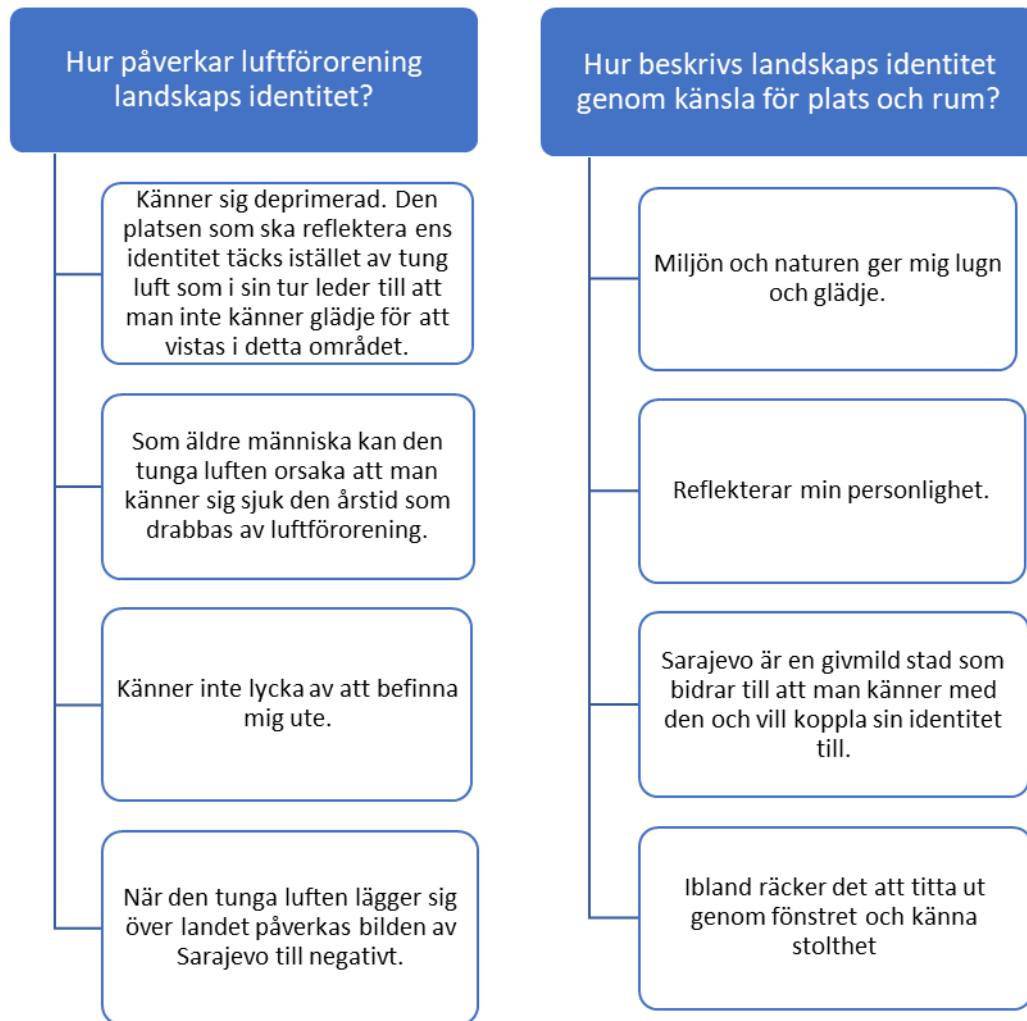 Hur påverkar luftförorening
landskaps identitet?
Känner sig deprimerad. Den
platsen som ska reflektera ens
identitet täcks istället av tung
luft som i sin tur leder till att
man inte känner glädje för att
vistas i detta området.
Som äldre människa kan den
tunga luften orsaka att man
känner sig sjuk den årstid som
drabbas av luftförorening.
Känner inte lycka av att befinna
mig ute.
När den tunga luften lägger sig
över landet påverkas bilden av
Sarajevo till negativt.
Hur beskrivs landskaps identitet
genom känsla för plats och rum?
Miljön och naturen ger mig lugn
och glädje.
Reflekterar min personlighet.
Sarajevo är en givmild stad som
bidrar till att man känner med
den och vill koppla sin identitet
till.
Ibland räcker det att titta ut
genom fönstret och känna
stolthet